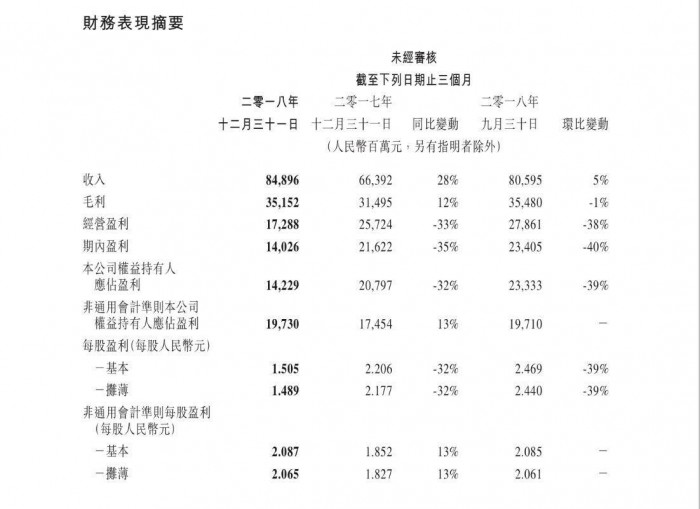 財務表現摘要
未經審核
截至下列日期止三個月
二零一八年 二零一七年 二零一八年
十二月三十一日 十二月三十一日 同比變動 九月三十日 環比變動
(人民幣百萬元，另有指明者除外)
收入 84,896 66,392 28% 80,595 5%
毛利 35,152 31,495 12% 35,480 -1%
經營盈利 17,288 25,724 -33% 27,861 -38%
期內盈利 14,026 21,622 -35% 23,405 -40%
本公司權益持有人
應佔盈利 14,229 20,797 -32% 23,333 -39%
非通用會計準則本公司
權益持有人應佔盈利 19,730 17,454 13% 19,710 –
每股盈利(每股人民幣元)
－基本 1.505 2.206 -32% 2.469 -39%
－攤薄 1.489 2.177 -32% 2.440 -39%
非通用會計準則每股盈利
(每股人民幣元)
－基本 2.087 1.852 13% 2.085 –
－攤薄 2.065 1.827 13% 2.061 –